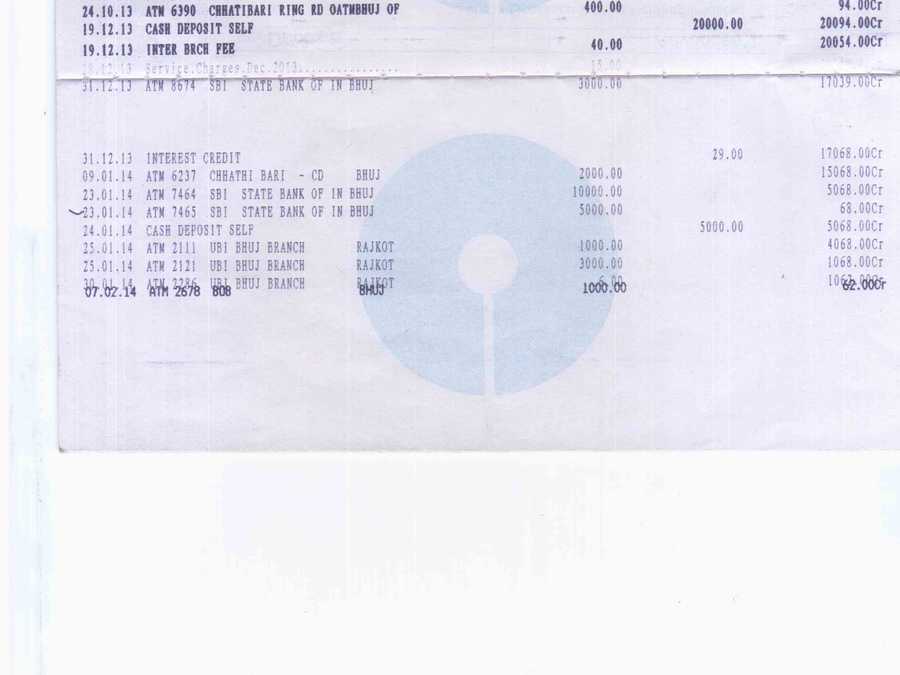 24.10.13 ATM 6390 CHHATIBARI RING RD OATMBHUJ OF 400.00 94.00Cr
19.12.13 CASH DEPOSIT SELF 20000.00 20094.00Cr
19.12.13 INTER BRCH FEE 40.00 20054.00Cr
Service.Charges.Dec.2013................ 15.00
31.12.13 ATM 8674 SBI STATE BANK OF IN BHUJ 3000.00 17039.00Cr
31.12.13 INTEREST CREDIT 29.00 17068.00Cr
09.01.14 ATM 6237 CHHATHI BARI - CD BHUJ 2000.00 15068.00Cr
23.01.14 ATM 7464 SBI STATE BANK OF IN BHUJ 10000.00 5068.00Cr
23.01.14 ATM 7465 SBI STATE BANK OF IN BHUJ 5000.00 68.00Cr
24.01.14 CASH DEPOSIT SELF 5000.00 5068.00Cr
25.01.14 ATM 2111 UBI BHUJ BRANCH RAJKOT 1000.00 4068.00Cr
25.01.14 ATM 2121 UBI BHUJ BRANCH RAJKOT 3000.00 1068.00Cr
30.01.14 ATM 2286 UBI BHUJ BRANCH RAJKOT 6.00
07.02.14 ATM 2678 BOB BHUJ 1000.00 62.00Cr